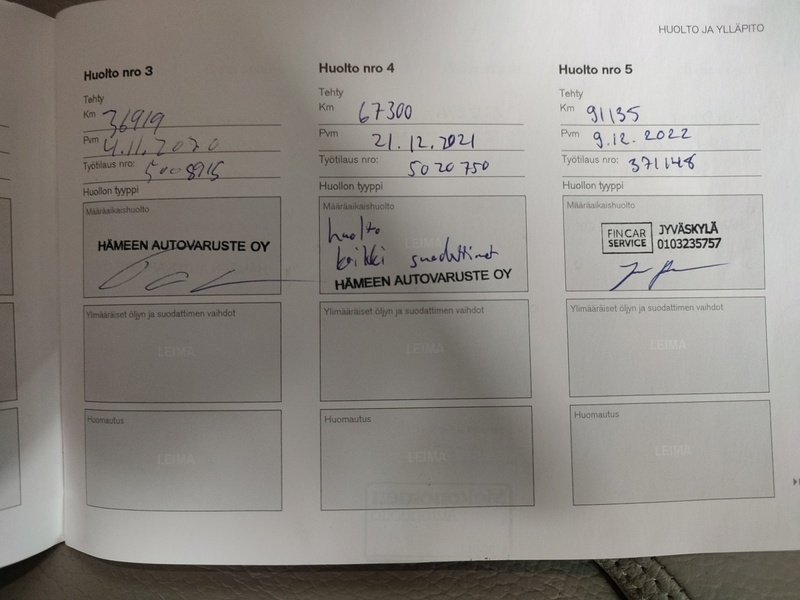 HUOLTO JA YLLÄPITO
Huolto nro 3
Tehty
Km 36919
Pvm 4.11.2020
Työtilaus nro: 5008915
Huollon tyyppi
Määräaikaishuolto
HÄMEEN AUTOVARUSTE OY
Ylimääräiset öljyn ja suodattimen vaihdot
LEIMA
Huomautus
LEIMA
Huolto nro 4
Tehty
Km 67300
Pvm 21.12.2021
Työtilaus nro: 5020750
Huollon tyyppi
Määräaikaishuolto
LEIMA
huolto
kaikki suodattimet
HÄMEEN AUTOVARUSTE OY
Ylimääräiset öljyn ja suodattimen vaihdot
LEIMA
Huomautus
LEIMA
Huolto nro 5
Tehty
Km 91135
Pvm 9.12.2022
Työtilaus nro: 371148
Huollon tyyppi
Määräaikaishuolto
FINCAR SERVICE
JYVÄSKYLÄ
0103235757
Ylimääräiset öljyn ja suodattimen vaihdot
LEIMA
Huomautus
LEIMA